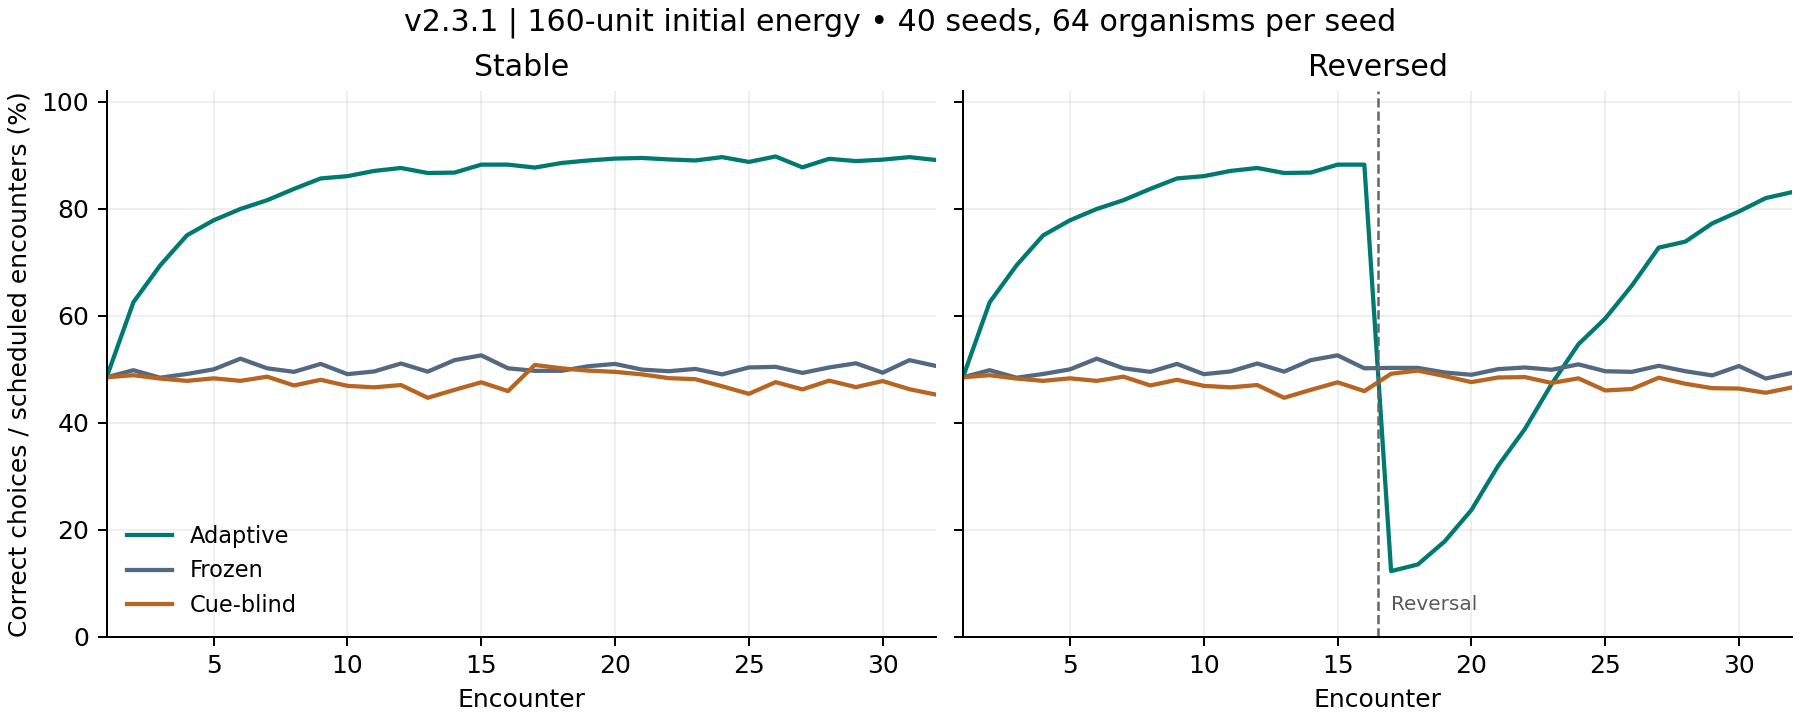 v2.3.1 | 160-unit initial energy • 40 seeds, 64 organisms per seed
Stable
Reversed
Correct choices / scheduled encounters (%)
100
80
60
40
20
0
Adaptive
Frozen
Cue-blind
Reversal
5 10 15 20 25 30
5 10 15 20 25 30
Encounter
Encounter